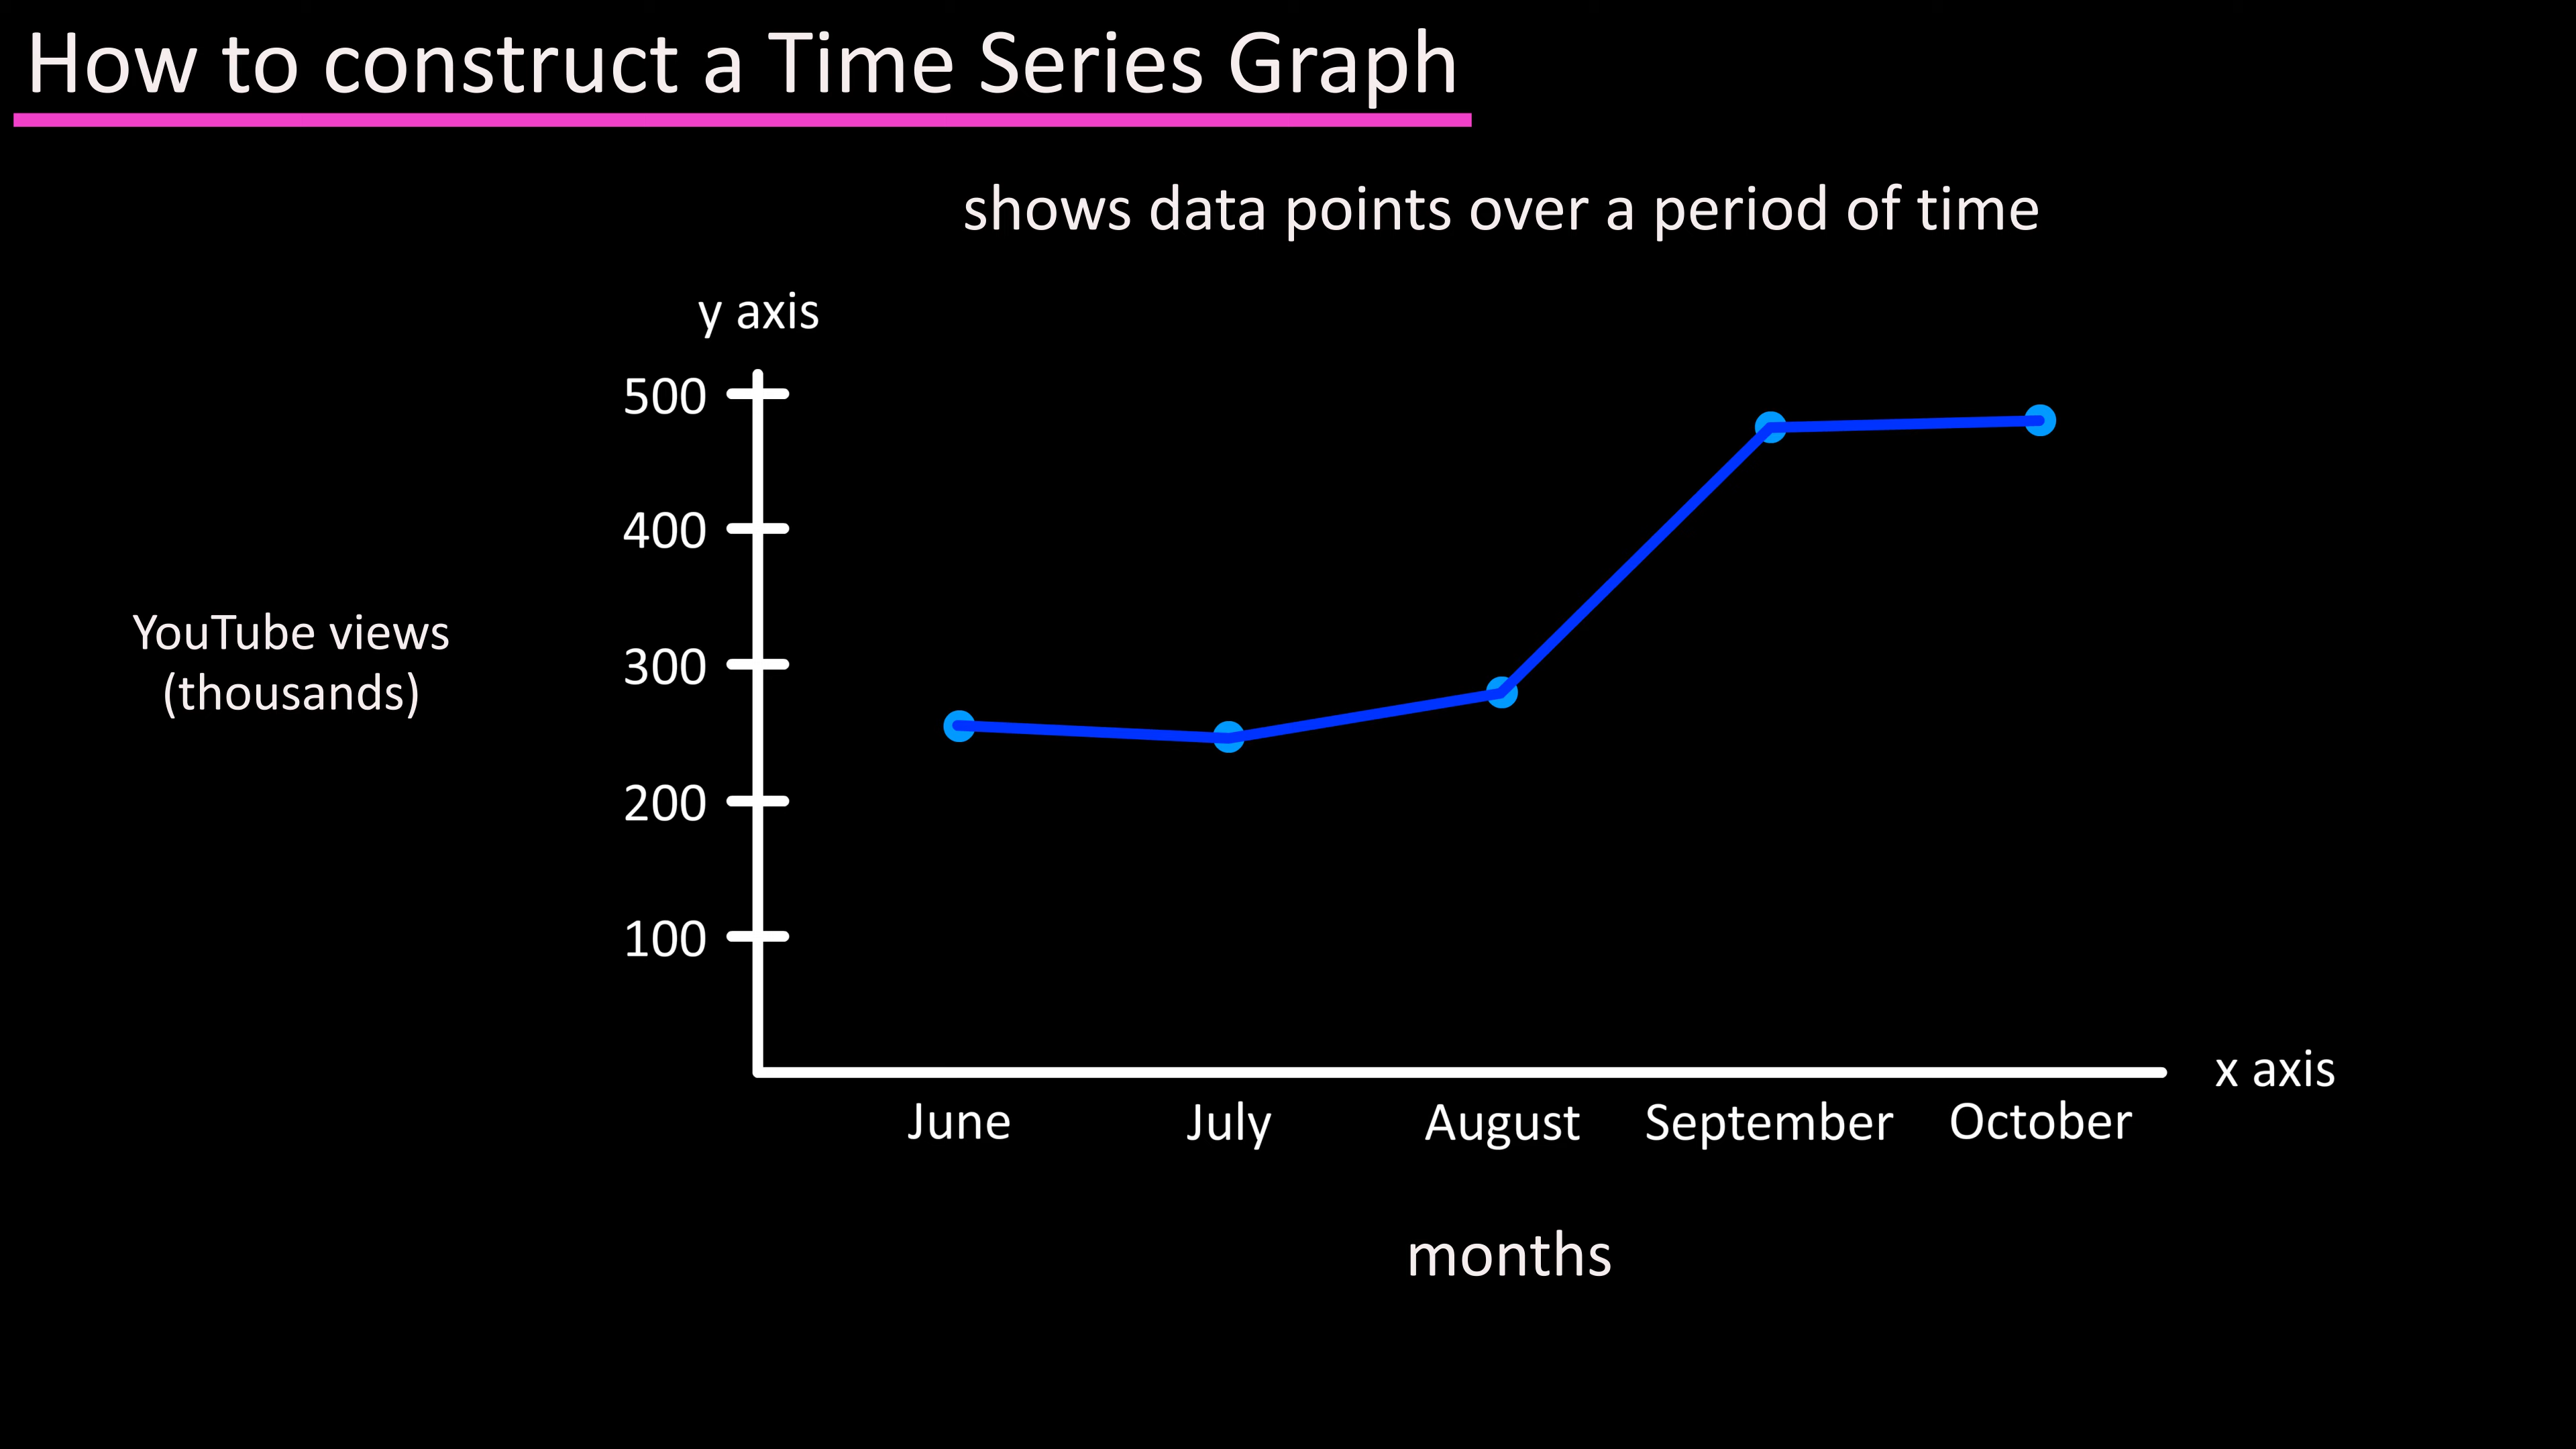 How to construct a Time Series Graph
shows data points over a period of time
y axis
500
400
300
200
100
YouTube views
(thousands)
x axis
June July August September October
months